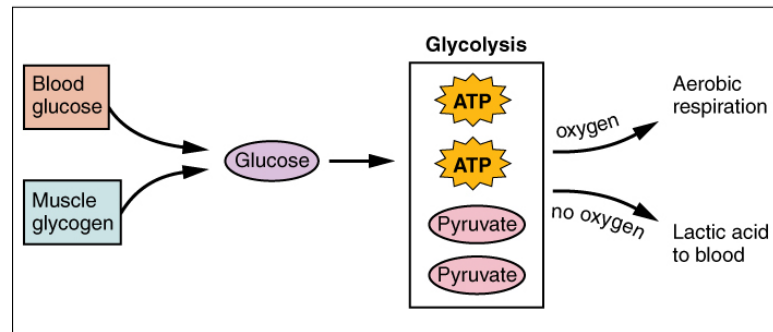 Glycolysis
Blood
glucose
Muscle
glycogen
Glucose
ATP
ATP
Pyruvate
Pyruvate
oxygen
no oxygen
Aerobic
respiration
Lactic acid
to blood